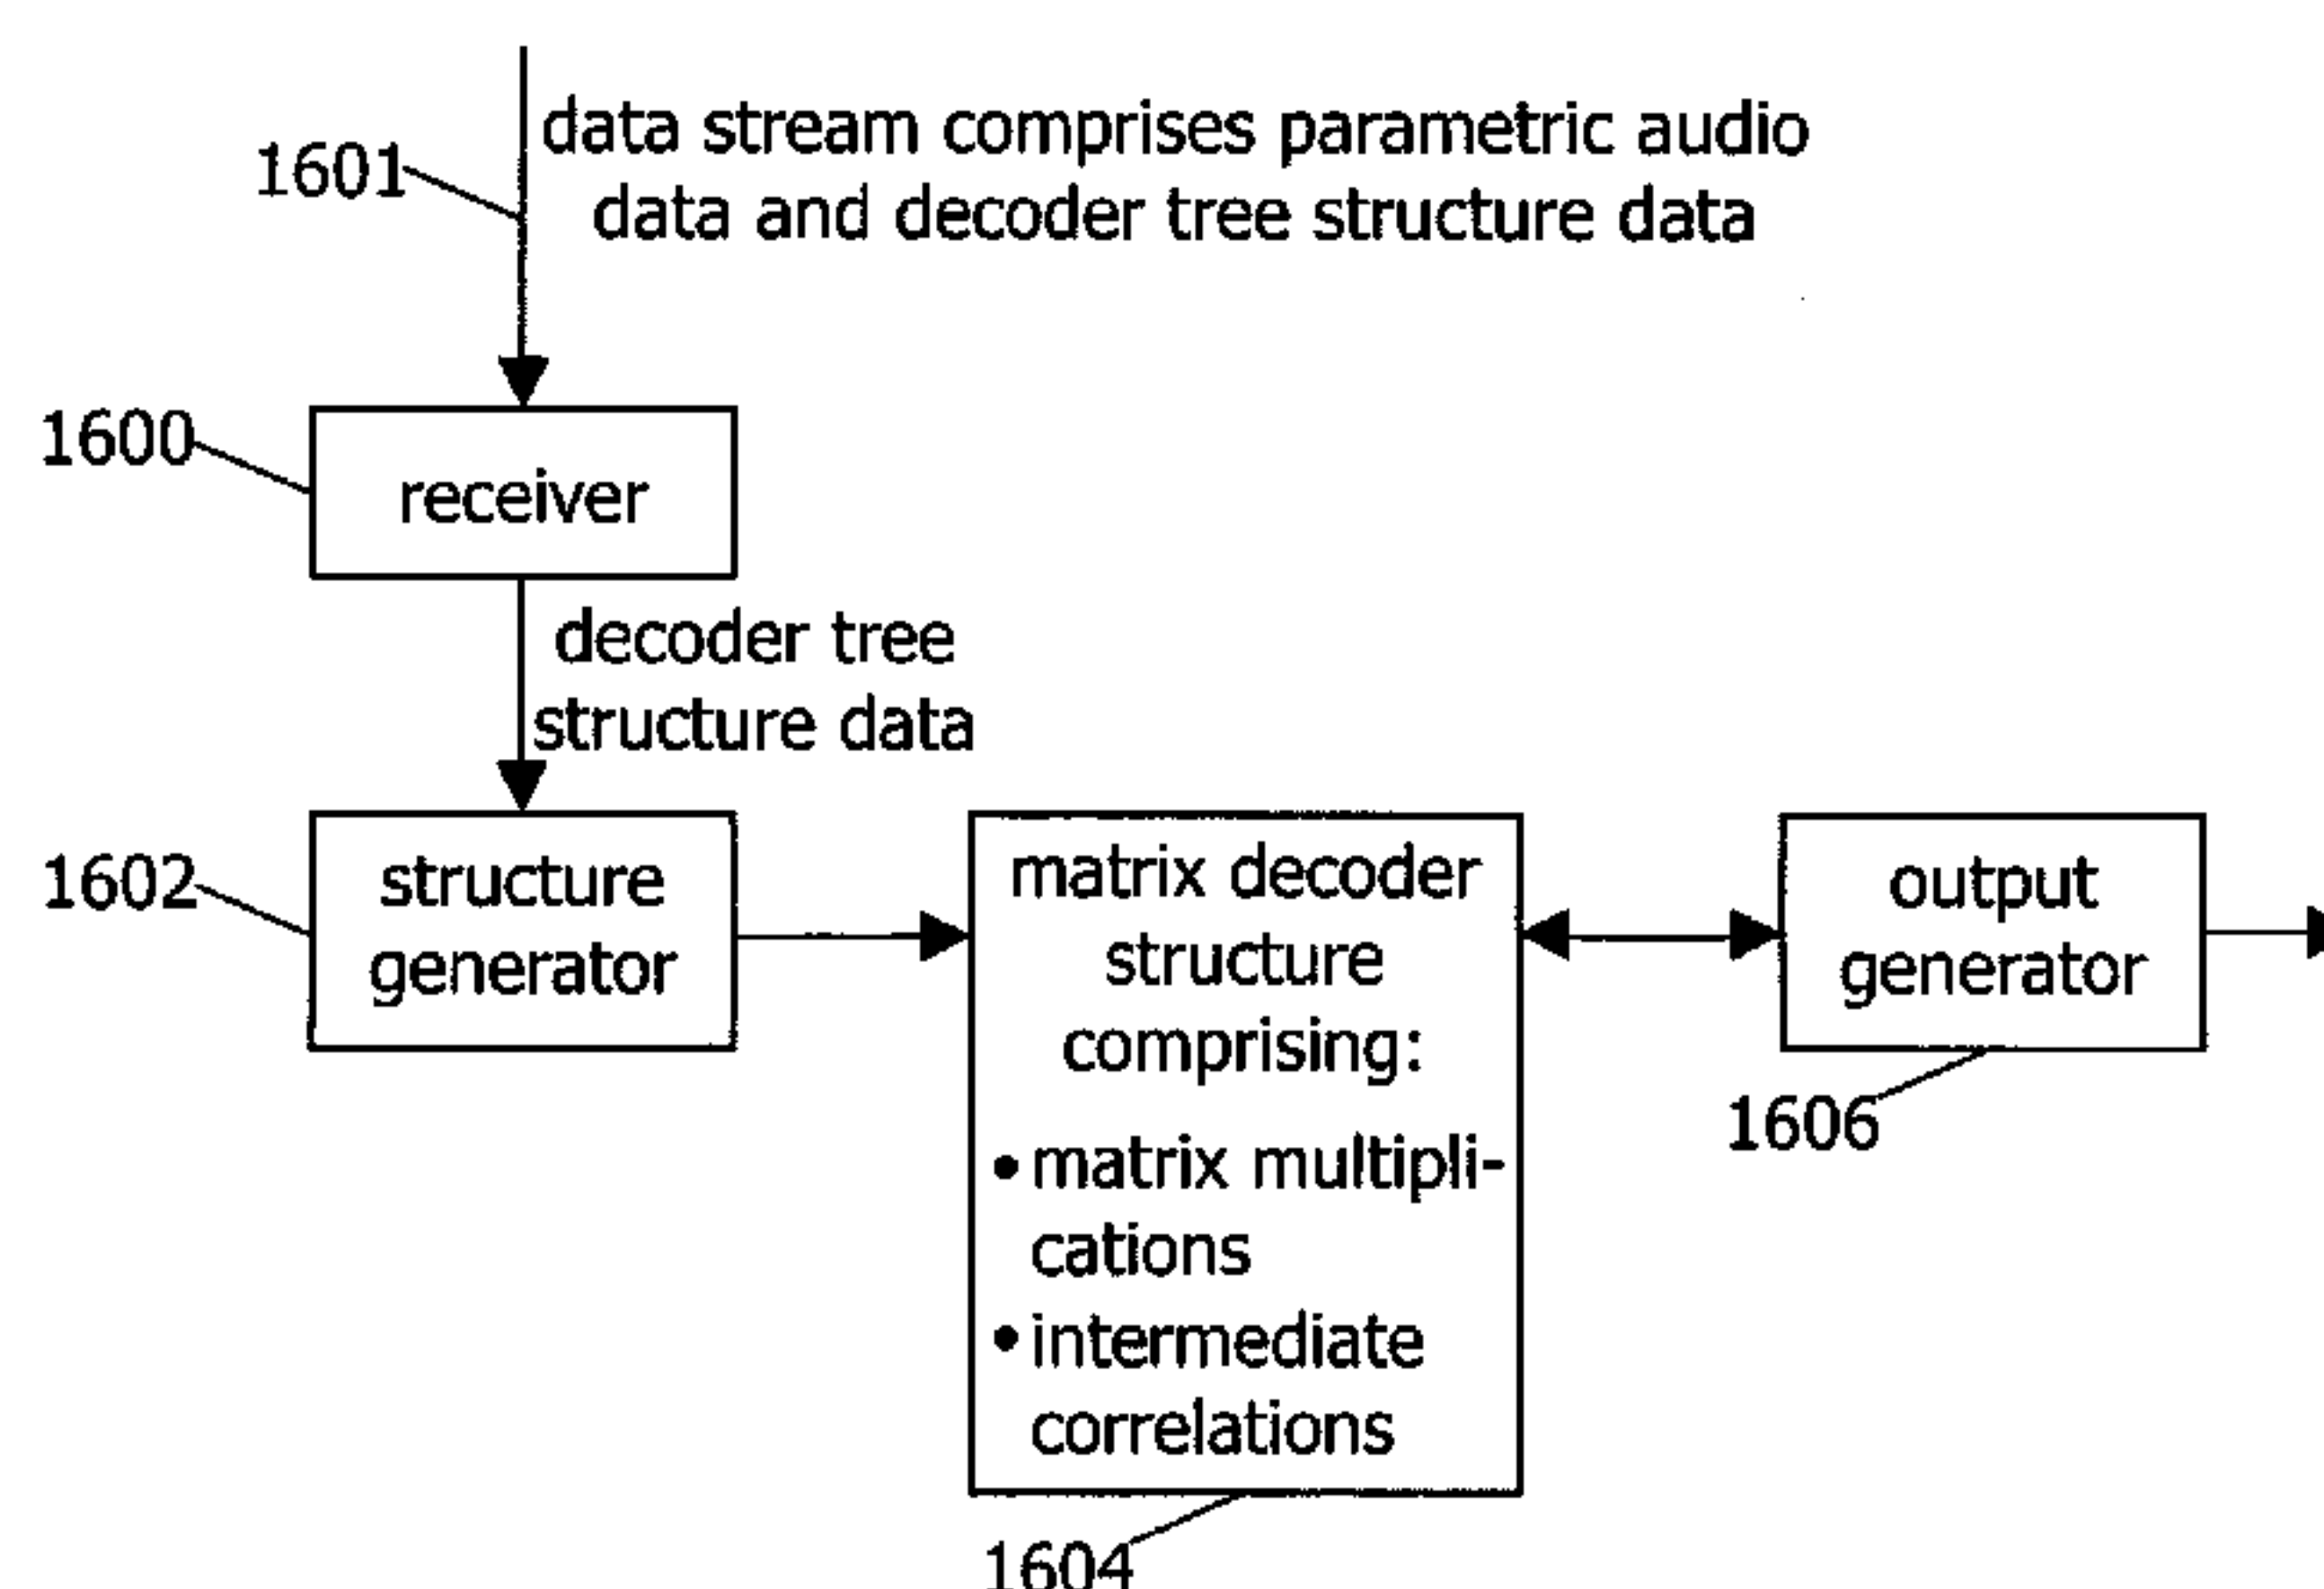 data stream comprises parametric audio
data and decoder tree structure data
1601
1600
receiver
decoder tree
structure data
1602
structure
generator
matrix decoder
structure
comprising:
• matrix multipli-
cations
• intermediate
correlations
1604
output
generator
1606